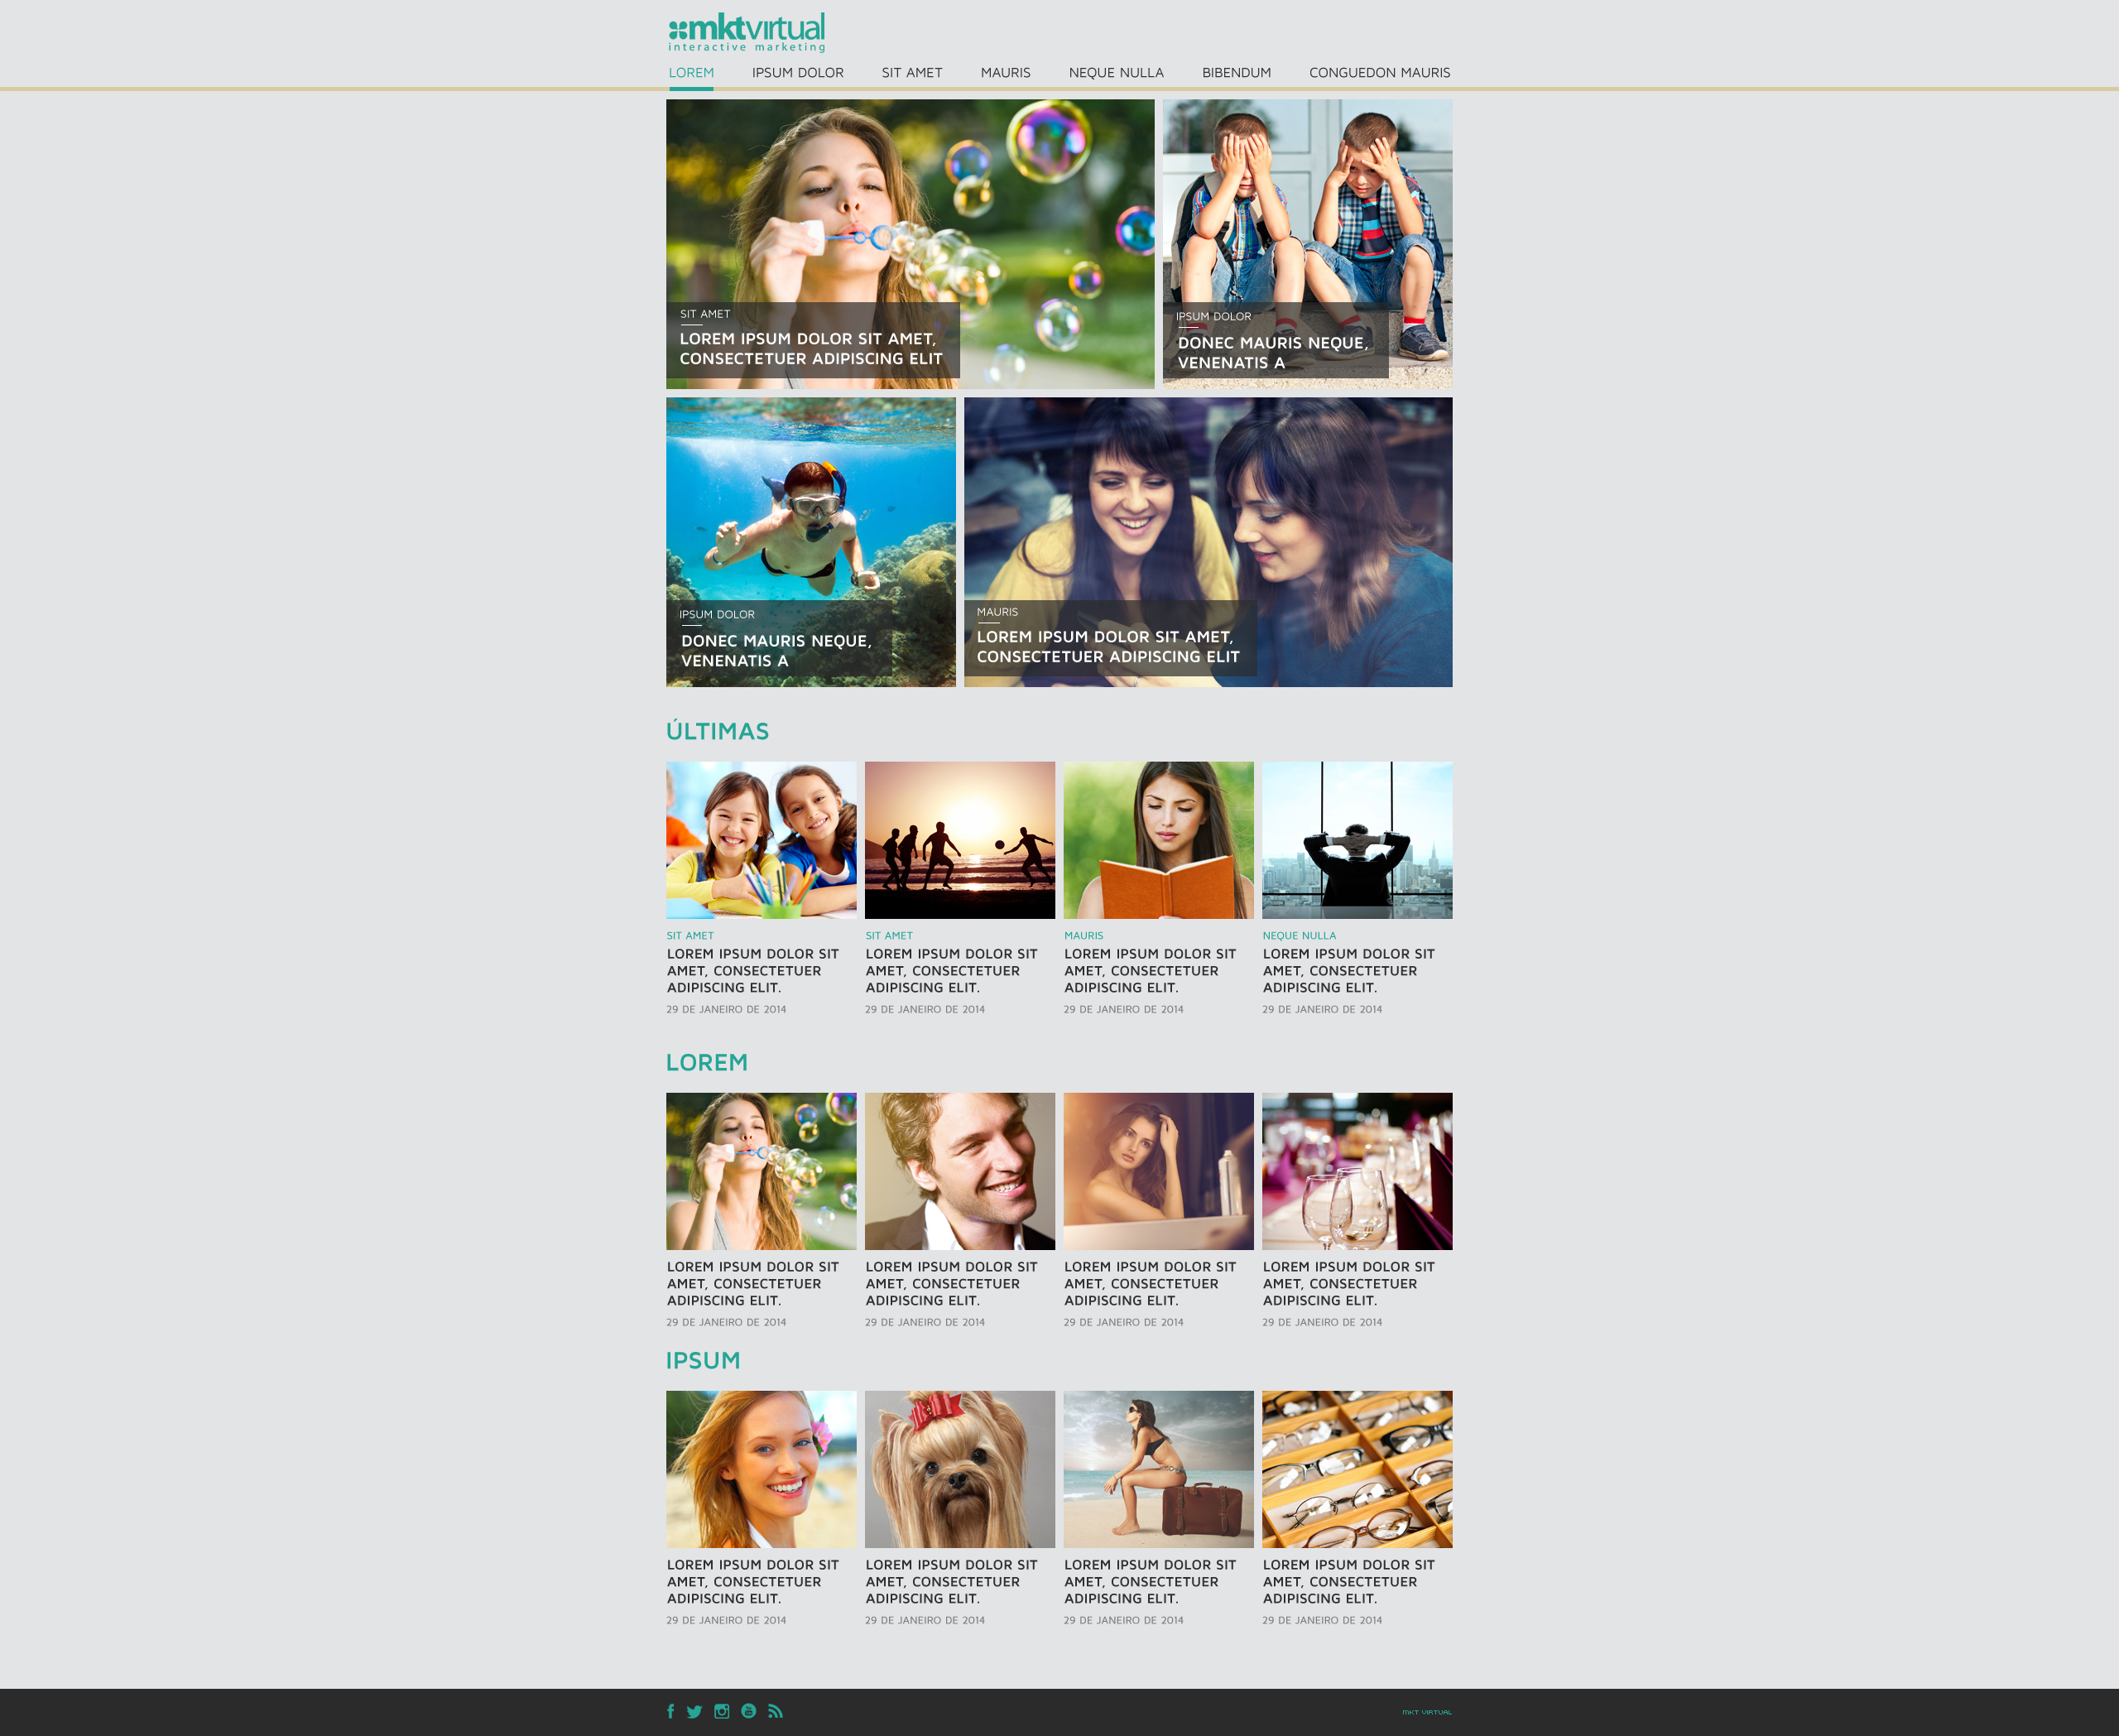 mktvirtual
interactive marketing
LOREM IPSUM DOLOR SIT AMET MAURIS NEQUE NULLA BIBENDUM CONGUEDON MAURIS
SIT AMET
LOREM IPSUM DOLOR SIT AMET,
CONSECTETUER ADIPISCING ELIT
IPSUM DOLOR
DONEC MAURIS NEQUE,
VENENATIS A
IPSUM DOLOR
DONEC MAURIS NEQUE,
VENENATIS A
MAURIS
LOREM IPSUM DOLOR SIT AMET,
CONSECTETUER ADIPISCING ELIT
ÚLTIMAS
SIT AMET
LOREM IPSUM DOLOR SIT
AMET, CONSECTETUER
ADIPISCING ELIT.
29 DE JANEIRO DE 2014
SIT AMET
LOREM IPSUM DOLOR SIT
AMET, CONSECTETUER
ADIPISCING ELIT.
29 DE JANEIRO DE 2014
MAURIS
LOREM IPSUM DOLOR SIT
AMET, CONSECTETUER
ADIPISCING ELIT.
29 DE JANEIRO DE 2014
NEQUE NULLA
LOREM IPSUM DOLOR SIT
AMET, CONSECTETUER
ADIPISCING ELIT.
29 DE JANEIRO DE 2014
LOREM
LOREM IPSUM DOLOR SIT
AMET, CONSECTETUER
ADIPISCING ELIT.
29 DE JANEIRO DE 2014
LOREM IPSUM DOLOR SIT
AMET, CONSECTETUER
ADIPISCING ELIT.
29 DE JANEIRO DE 2014
LOREM IPSUM DOLOR SIT
AMET, CONSECTETUER
ADIPISCING ELIT.
29 DE JANEIRO DE 2014
LOREM IPSUM DOLOR SIT
AMET, CONSECTETUER
ADIPISCING ELIT.
29 DE JANEIRO DE 2014
IPSUM
LOREM IPSUM DOLOR SIT
AMET, CONSECTETUER
ADIPISCING ELIT.
29 DE JANEIRO DE 2014
LOREM IPSUM DOLOR SIT
AMET, CONSECTETUER
ADIPISCING ELIT.
29 DE JANEIRO DE 2014
LOREM IPSUM DOLOR SIT
AMET, CONSECTETUER
ADIPISCING ELIT.
29 DE JANEIRO DE 2014
LOREM IPSUM DOLOR SIT
AMET, CONSECTETUER
ADIPISCING ELIT.
29 DE JANEIRO DE 2014
MKT VIRTUAL